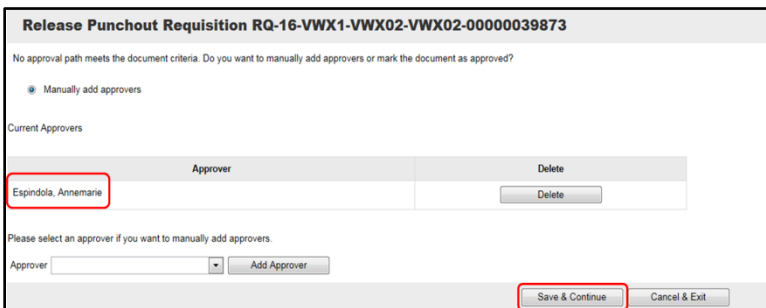 Release Punchout Requisition RQ-16-VWX1-VWX02-VWX02-00000039873
No approval path meets the document criteria. Do you want to manually add approvers or mark the document as approved?
Manually add approvers
Current Approvers
Approver Delete
Espindola, Annemarie Delete
Please select an approver if you want to manually add approvers.
Approver Add Approver
Save & Continue Cancel & Exit